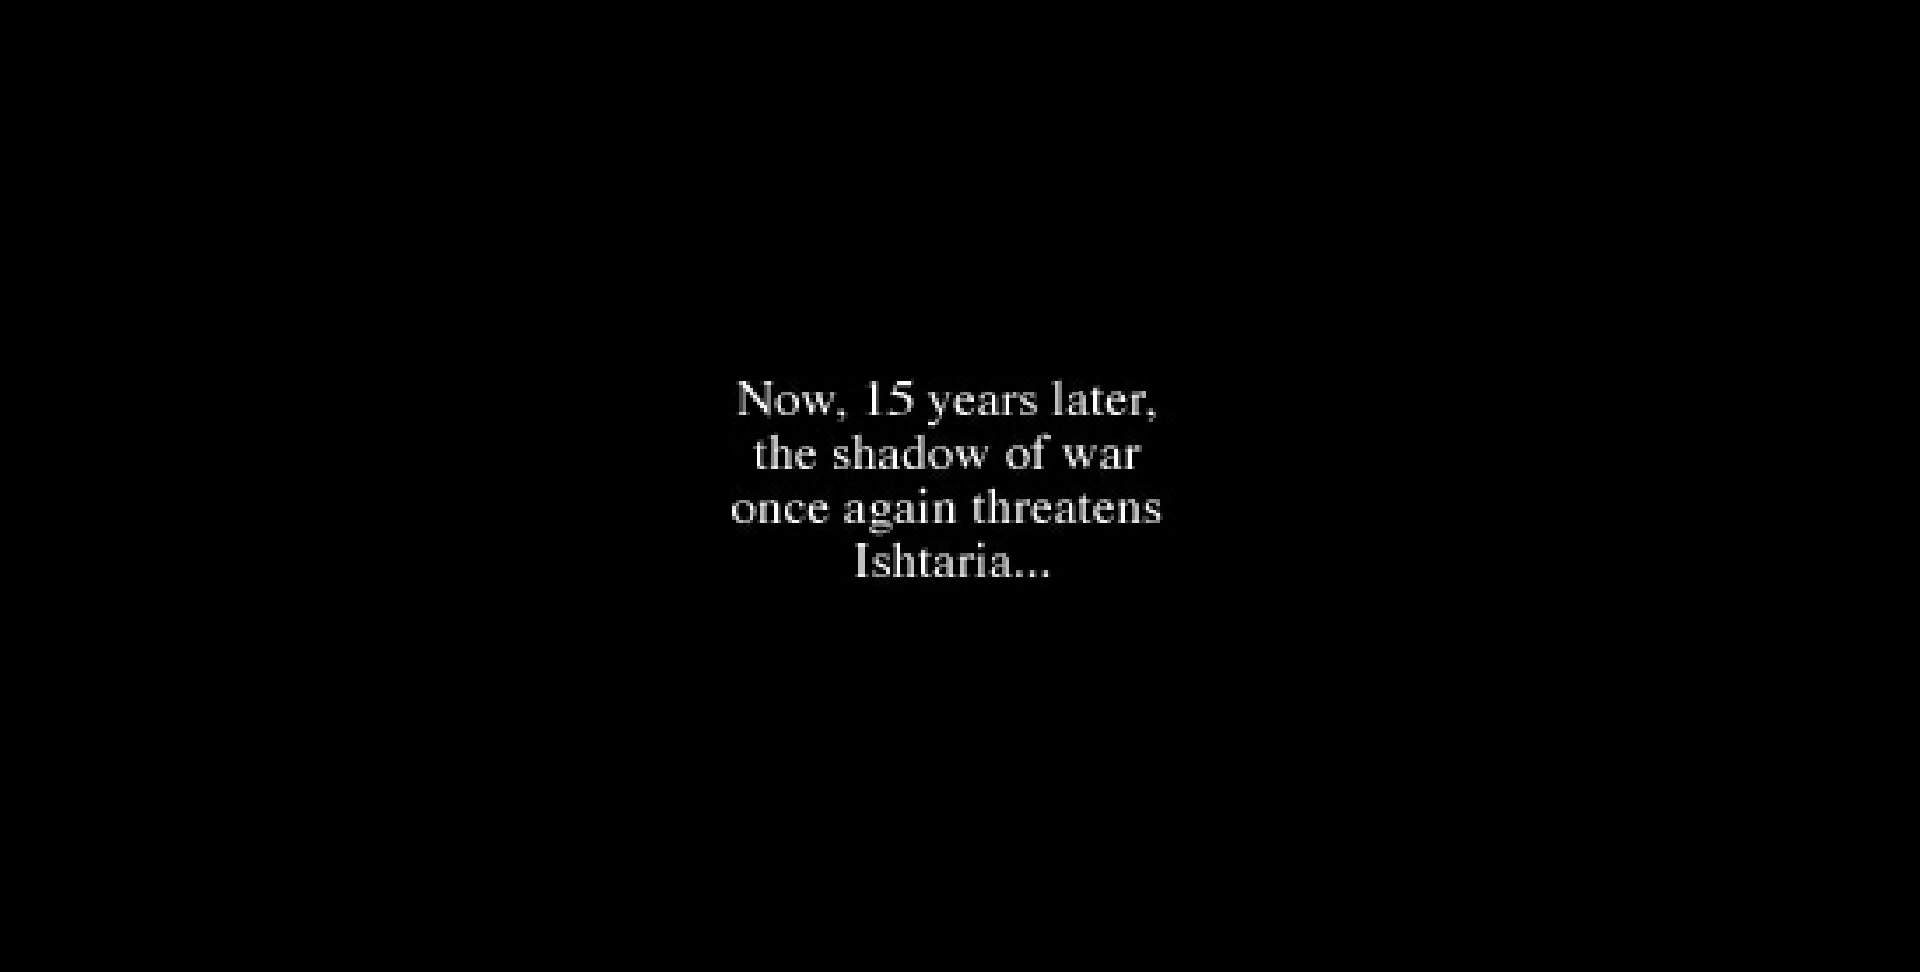 Now, 15 years later,
the shadow of war
once again threatens
Ishtaria...